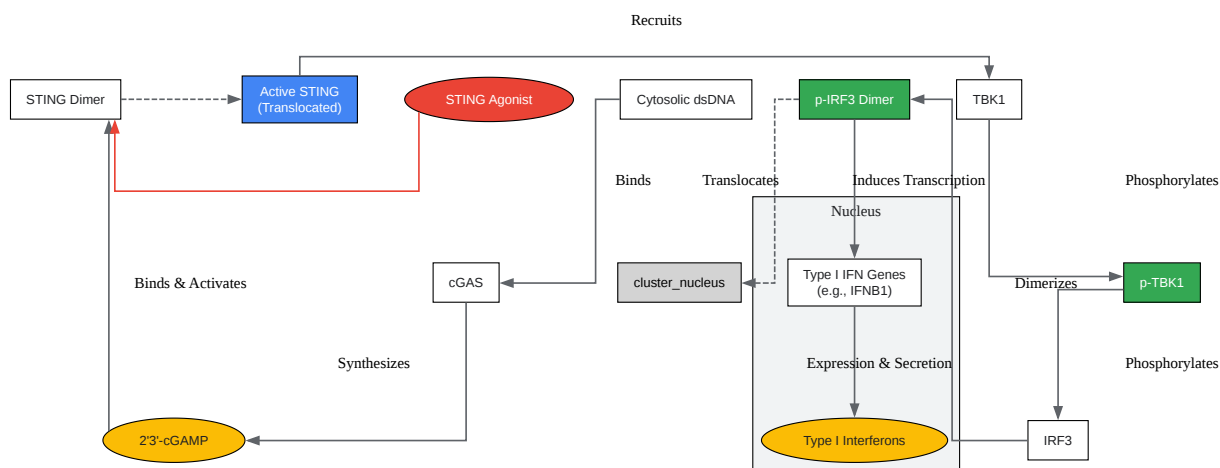 Recruits
STING Dimer
Active STING
(Translocated)
STING Agonist
Cytosolic dsDNA
p-IRF3 Dimer
TBK1
Binds
Translocates
Induces Transcription
Phosphorylates
Nucleus
Binds & Activates
cGAS
cluster_nucleus
Type I IFN Genes
(e.g., IFNB1)
Dimerizes
p-TBK1
Synthesizes
Expression & Secretion
Phosphorylates
2'3'-cGAMP
Type I Interferons
IRF3